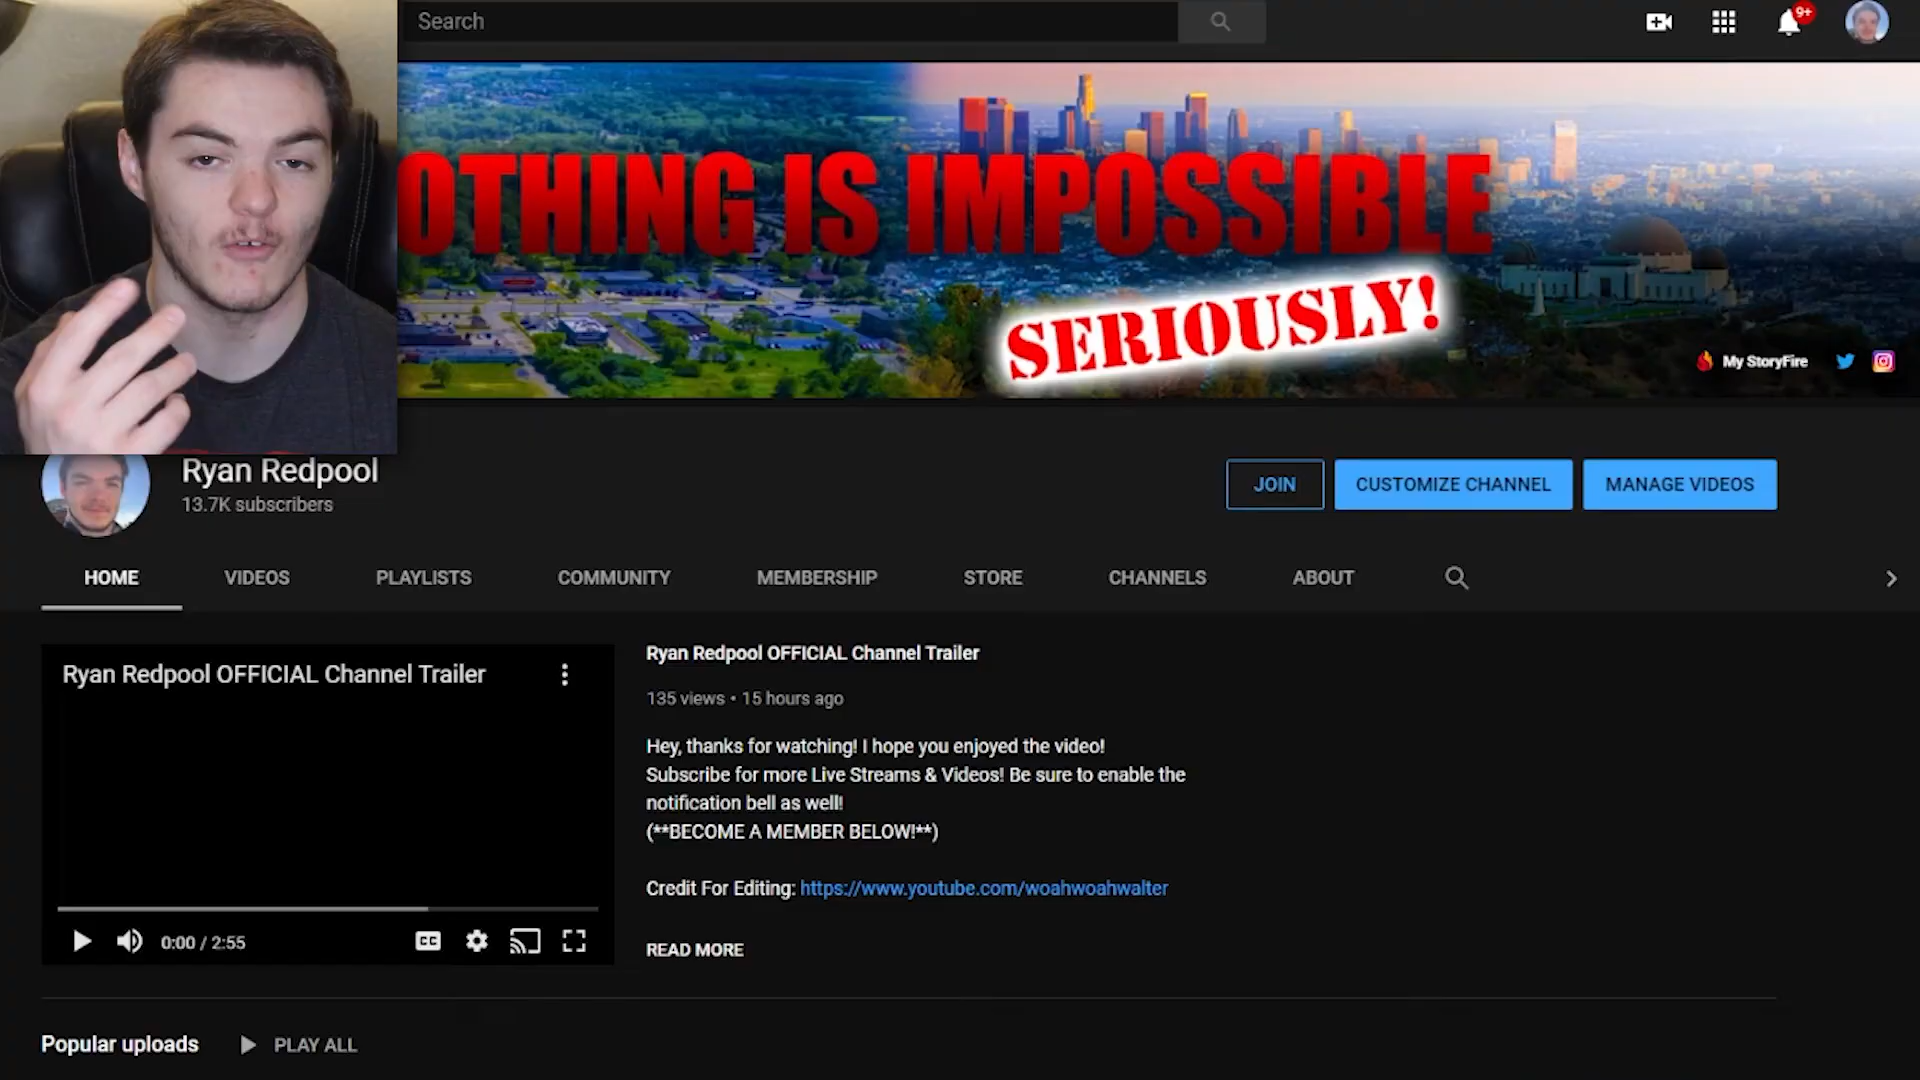 Search
9+
OTHING IS IMPOSSIBLE
SERIOUSLY!
My StoryFire
Ryan Redpool
13.7K subscribers
JOIN
CUSTOMIZE CHANNEL
MANAGE VIDEOS
HOME
VIDEOS
PLAYLISTS
COMMUNITY
MEMBERSHIP
STORE
CHANNELS
ABOUT
Ryan Redpool OFFICIAL Channel Trailer
0:00 / 2:55
CC
Ryan Redpool OFFICIAL Channel Trailer
135 views • 15 hours ago
Hey, thanks for watching! I hope you enjoyed the video!
Subscribe for more Live Streams & Videos! Be sure to enable the
notification bell as well!
(**BECOME A MEMBER BELOW!**)
Credit For Editing: https://www.youtube.com/woahwoahwalter
READ MORE
Popular uploads
PLAY ALL